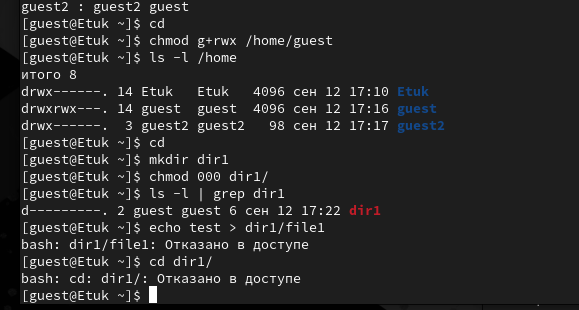 guest2 : guest2 guest
[guest@Etuk ~]$ cd
[guest@Etuk ~]$ chmod g+rwx /home/guest
[guest@Etuk ~]$ ls -l /home
итого 8
drwx------. 14 Etuk   Etuk   4096 сен 12 17:10 Etuk
drwxrwx---. 14 guest  guest  4096 сен 12 17:16 guest
drwx------.  3 guest2 guest2   98 сен 12 17:17 guest2
[guest@Etuk ~]$ cd
[guest@Etuk ~]$ mkdir dir1
[guest@Etuk ~]$ chmod 000 dir1/
[guest@Etuk ~]$ ls -l | grep dir1
d---------. 2 guest guest 6 сен 12 17:22 dir1
[guest@Etuk ~]$ echo test > dir1/file1
bash: dir1/file1: Отказано в доступе
[guest@Etuk ~]$ cd dir1/
bash: cd: dir1/: Отказано в доступе
[guest@Etuk ~]$